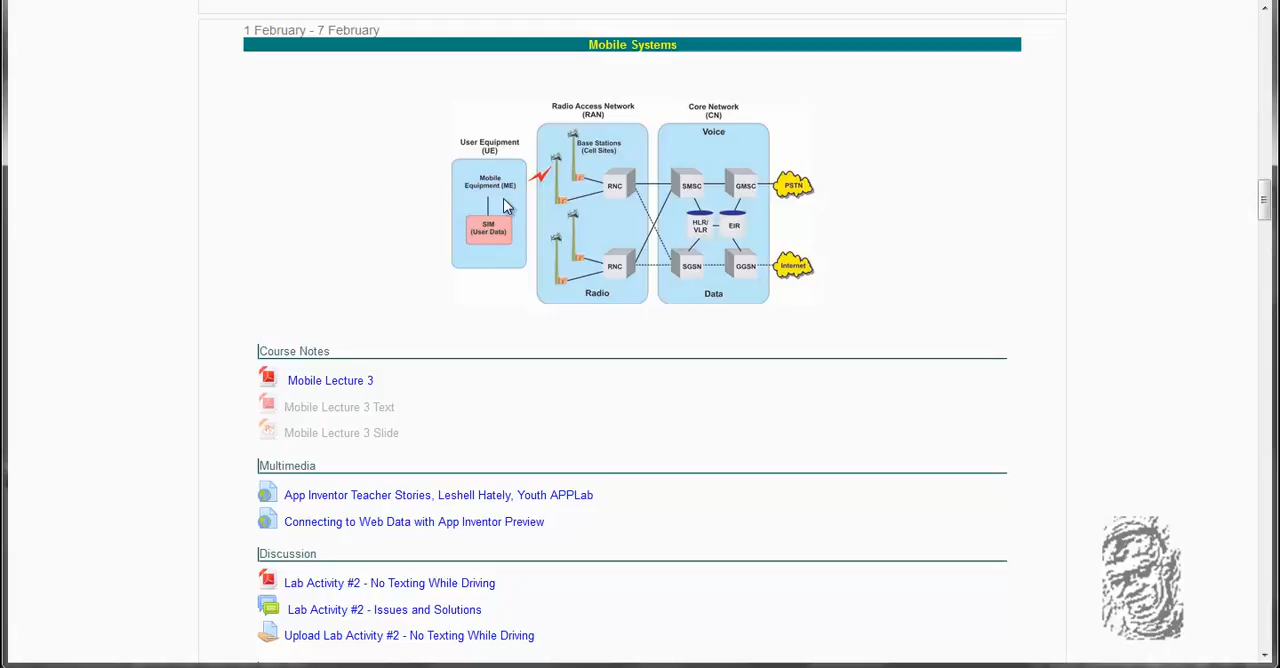 1 February - 7 February
Mobile Systems
Radio Access Network
(RAN)
Core Network
(CN)
User Equipment
(UE)
Mobile
Equipment (ME)
SIM
(User Data)
Base Stations
(Cell Sites)
RNC
RNC
Radio
Voice
SMSC
GMSC
PSTN
HLR/
VLR
EIR
SGSN
GGSN
Internet
Data
Course Notes
Mobile Lecture 3
Mobile Lecture 3 Text
Mobile Lecture 3 Slide
Multimedia
App Inventor Teacher Stories, Leshell Hately, Youth APPLab
Connecting to Web Data with App Inventor Preview
Discussion
Lab Activity #2 - No Texting While Driving
Lab Activity #2 - Issues and Solutions
Upload Lab Activity #2 - No Texting While Driving